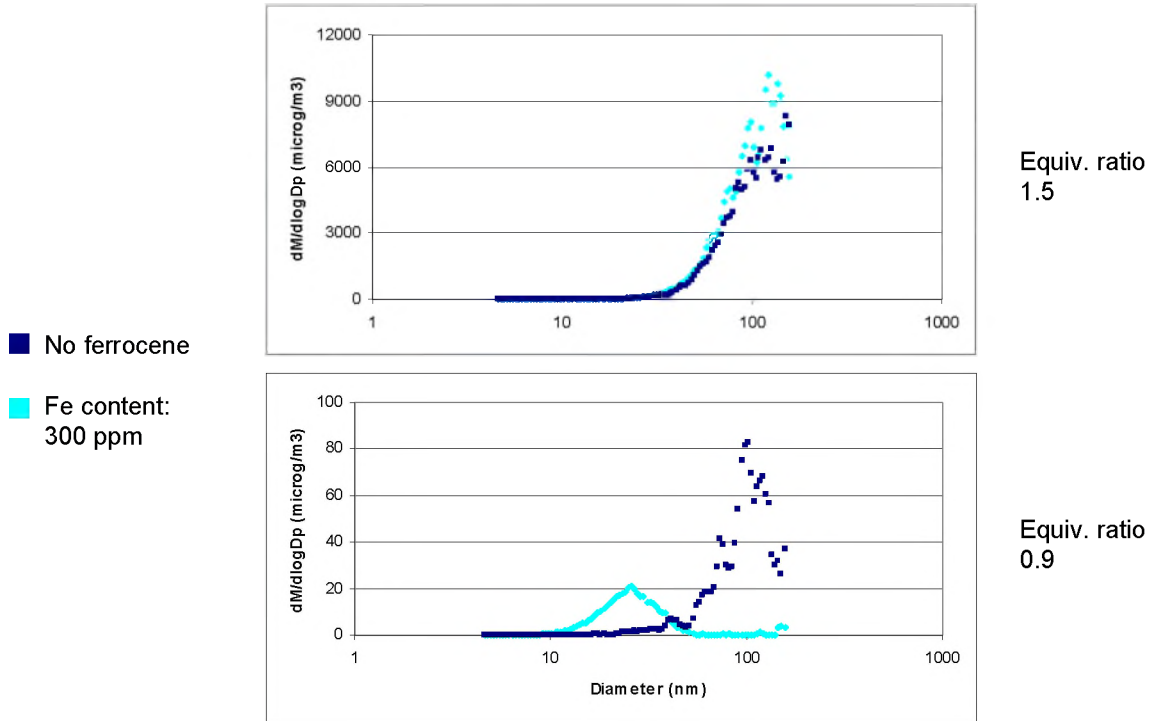 12000
9000
6000
3000
0
dM/dlogDp (microg/m3)
1 10 100 1000
Equiv. ratio
1.5
No ferrocene
Fe content:
300 ppm
100
80
60
40
20
0
dM/dlogDp (microg/m3)
1 10 100 1000
Diameter (nm)
Equiv. ratio
0.9